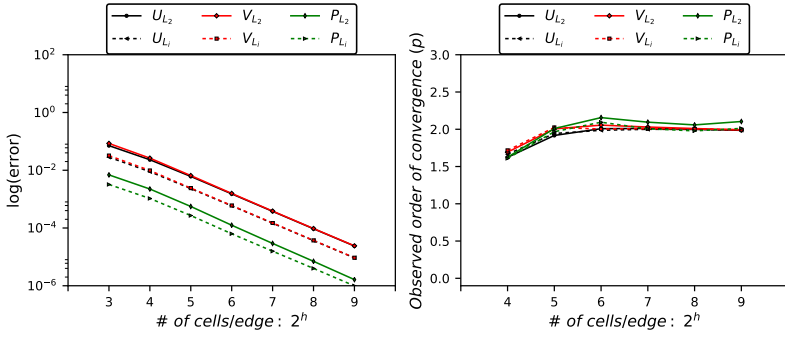 U_{L_2} V_{L_2} P_{L_2}
U_{L_i} V_{L_i} P_{L_i}
10^2
10^0
10^{-2}
10^{-4}
10^{-6}
log(error)
3 4 5 6 7 8 9
# of cells/edge : 2^h
U_{L_2} V_{L_2} P_{L_2}
U_{L_i} V_{L_i} P_{L_i}
3.0
2.5
2.0
1.5
1.0
0.5
0.0
Observed order of convergence (p)
4 5 6 7 8 9
# of cells/edge : 2^h